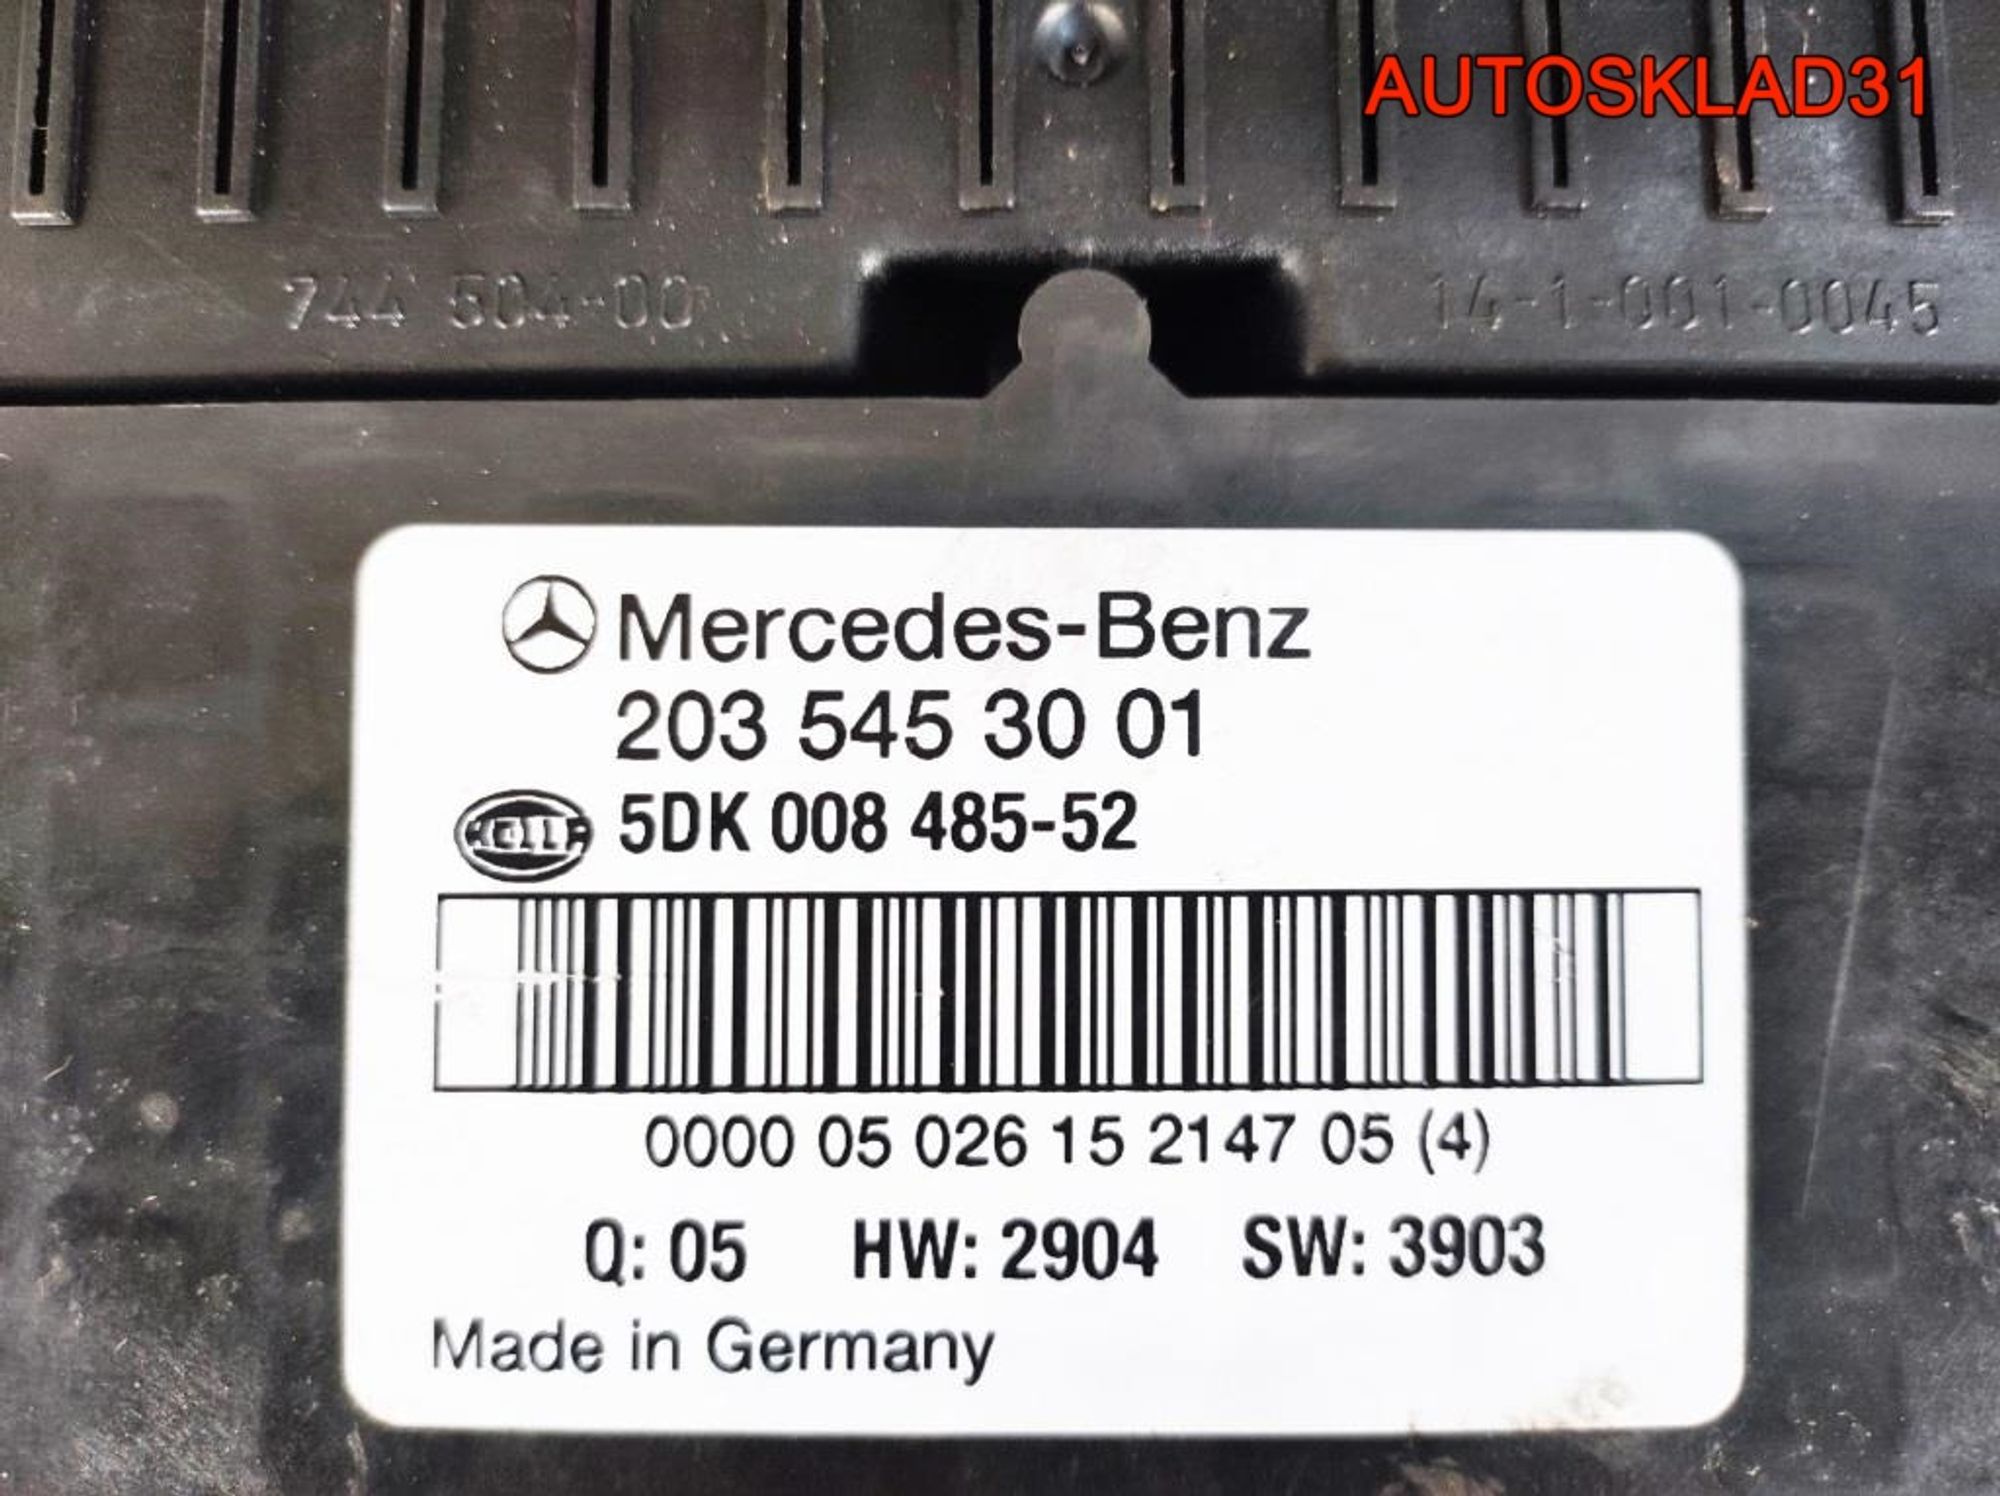 AUTOSKLAD31
744 504-00
14-1-001-0045
Mercedes-Benz
203 545 30 01
HELLA
5DK 008 485-52
0000 05 026 15 2147 05 (4)
Q: 05 HW: 2904 SW: 3903
Made in Germany